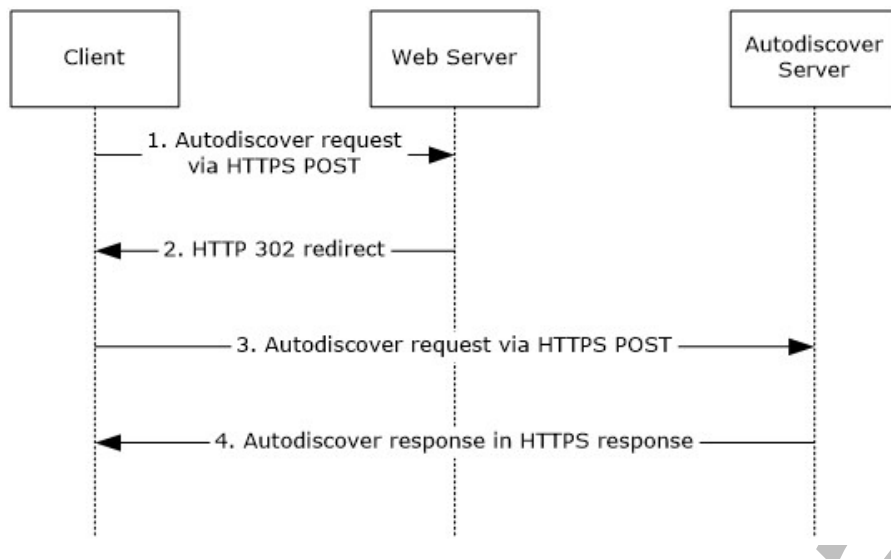 Client
Web Server
Autodiscover
Server
1. Autodiscover request
via HTTPS POST
2. HTTP 302 redirect
3. Autodiscover request via HTTPS POST
4. Autodiscover response in HTTPS response